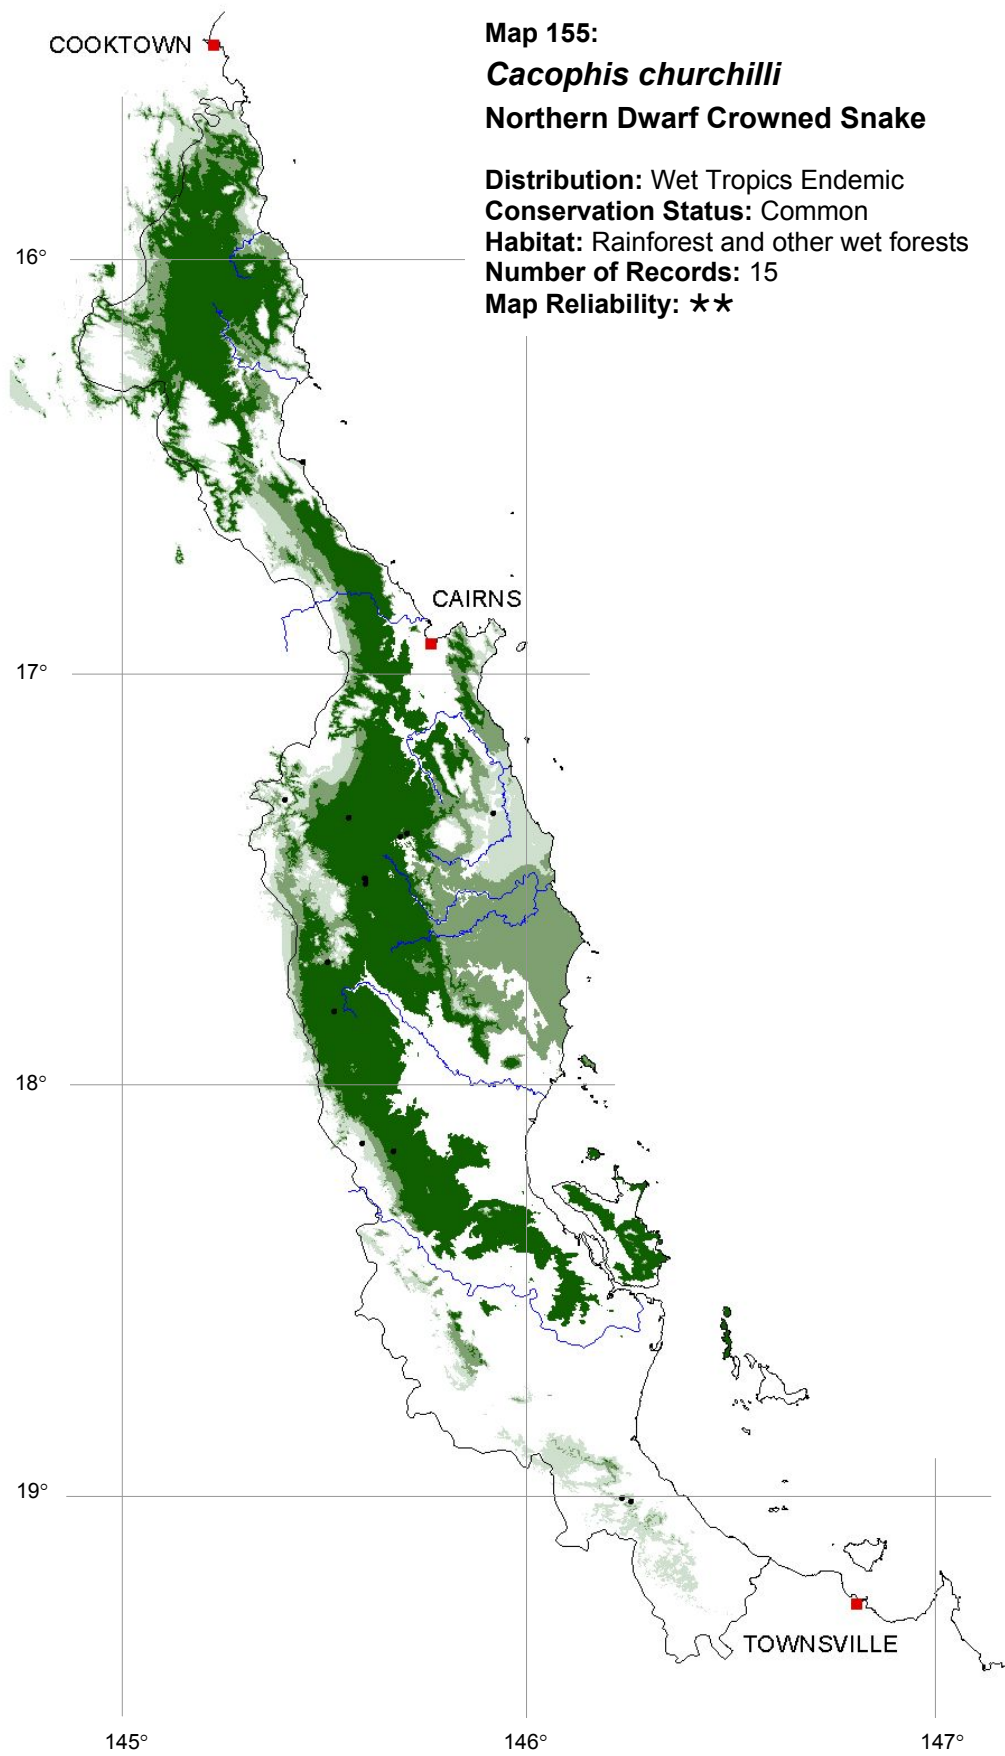 Map 155:
COOKTOWN
Cacophis churchilli
Northern Dwarf Crowned Snake
Distribution: Wet Tropics Endemic
Conservation Status: Common
Habitat: Rainforest and other wet forests
Number of Records: 15
Map Reliability: **
16°
CAIRNS
17°
18°
19°
TOWNSVILLE
145°
146°
147°